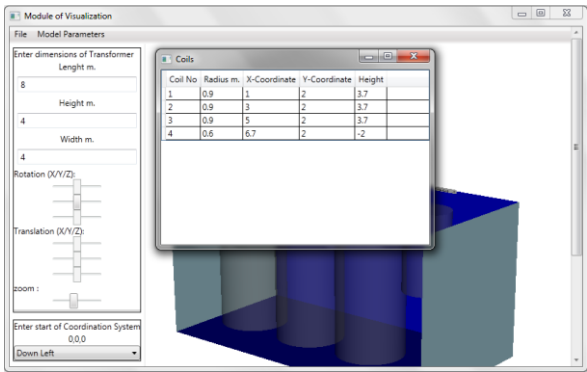 Module of Visualization
File Model Parameters
Enter dimensions of Transformer
Lenght m.
8
Height m.
4
Width m.
4
Rotation (X/Y/Z):
Translation (X/Y/Z):
zoom :
Enter start of Coordination System
0,0,0
Down Left
Coils
Coil No Radius m. X-Coordinate Y-Coordinate Height
1 0.9 1 2 3.7
2 0.9 3 2 3.7
3 0.9 5 2 3.7
4 0.6 6.7 2 -2